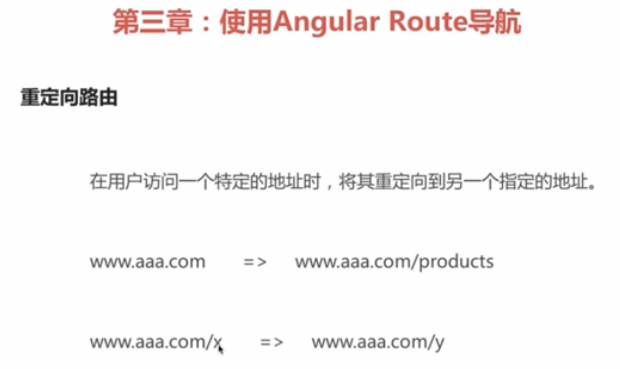 第三章：使用Angular Route导航
重定向路由
在用户访问一个特定的地址时，将其重定向到另一个指定的地址。
www.aaa.com => www.aaa.com/products
www.aaa.com/x => www.aaa.com/y